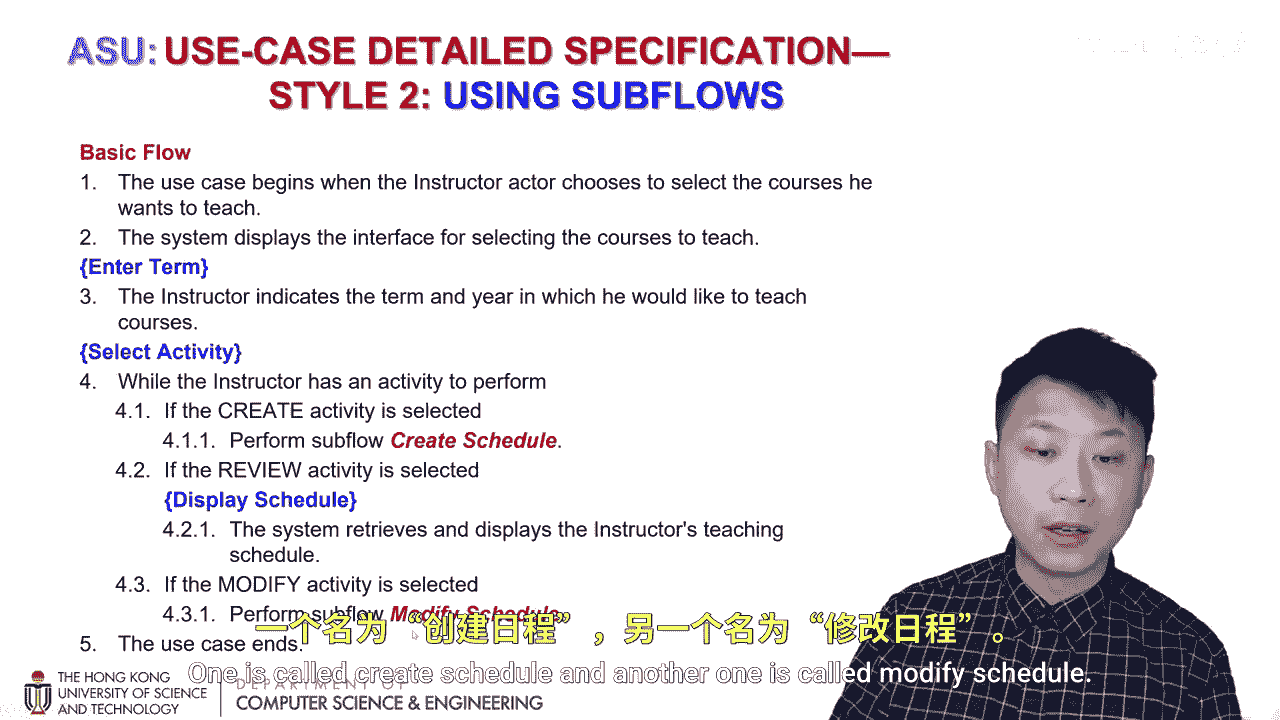 ASU: USE-CASE DETAILED SPECIFICATION—
STYLE 2: USING SUBFLOWS
Basic Flow
1. The use case begins when the Instructor actor chooses to select the courses he
wants to teach.
2. The system displays the interface for selecting the courses to teach.
{Enter Term}
3. The Instructor indicates the term and year in which he would like to teach
courses.
{Select Activity}
4. While the Instructor has an activity to perform
4.1. If the CREATE activity is selected
4.1.1. Perform subflow Create Schedule.
4.2. If the REVIEW activity is selected
{Display Schedule}
4.2.1. The system retrieves and displays the Instructor's teaching
schedule.
4.3. If the MODIFY activity is selected
4.3.1. Perform subflow Modify Schedule.
一个名为“创建日程”，另一个名为“修改日程”。
5. The use case ends.
One is called create schedule and another one is called modify schedule.
THE HONG KONG
UNIVERSITY OF SCIENCE
AND TECHNOLOGY
DEPARTMENT OF
COMPUTER SCIENCE & ENGINEERING